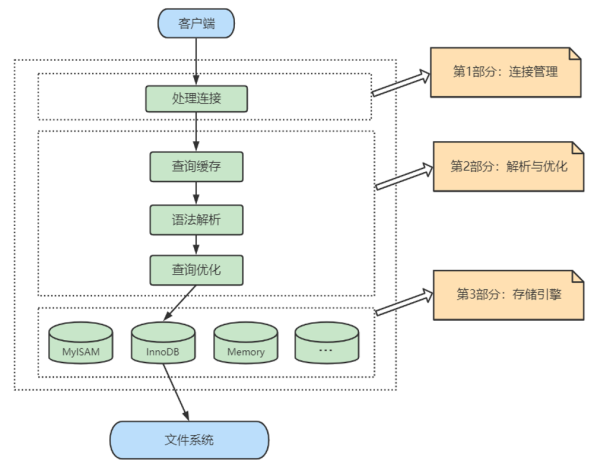 客户端
处理连接
第1部分：连接管理
查询缓存
语法解析
查询优化
第2部分：解析与优化
MyISAM
InnoDB
Memory
...
第3部分：存储引擎
文件系统